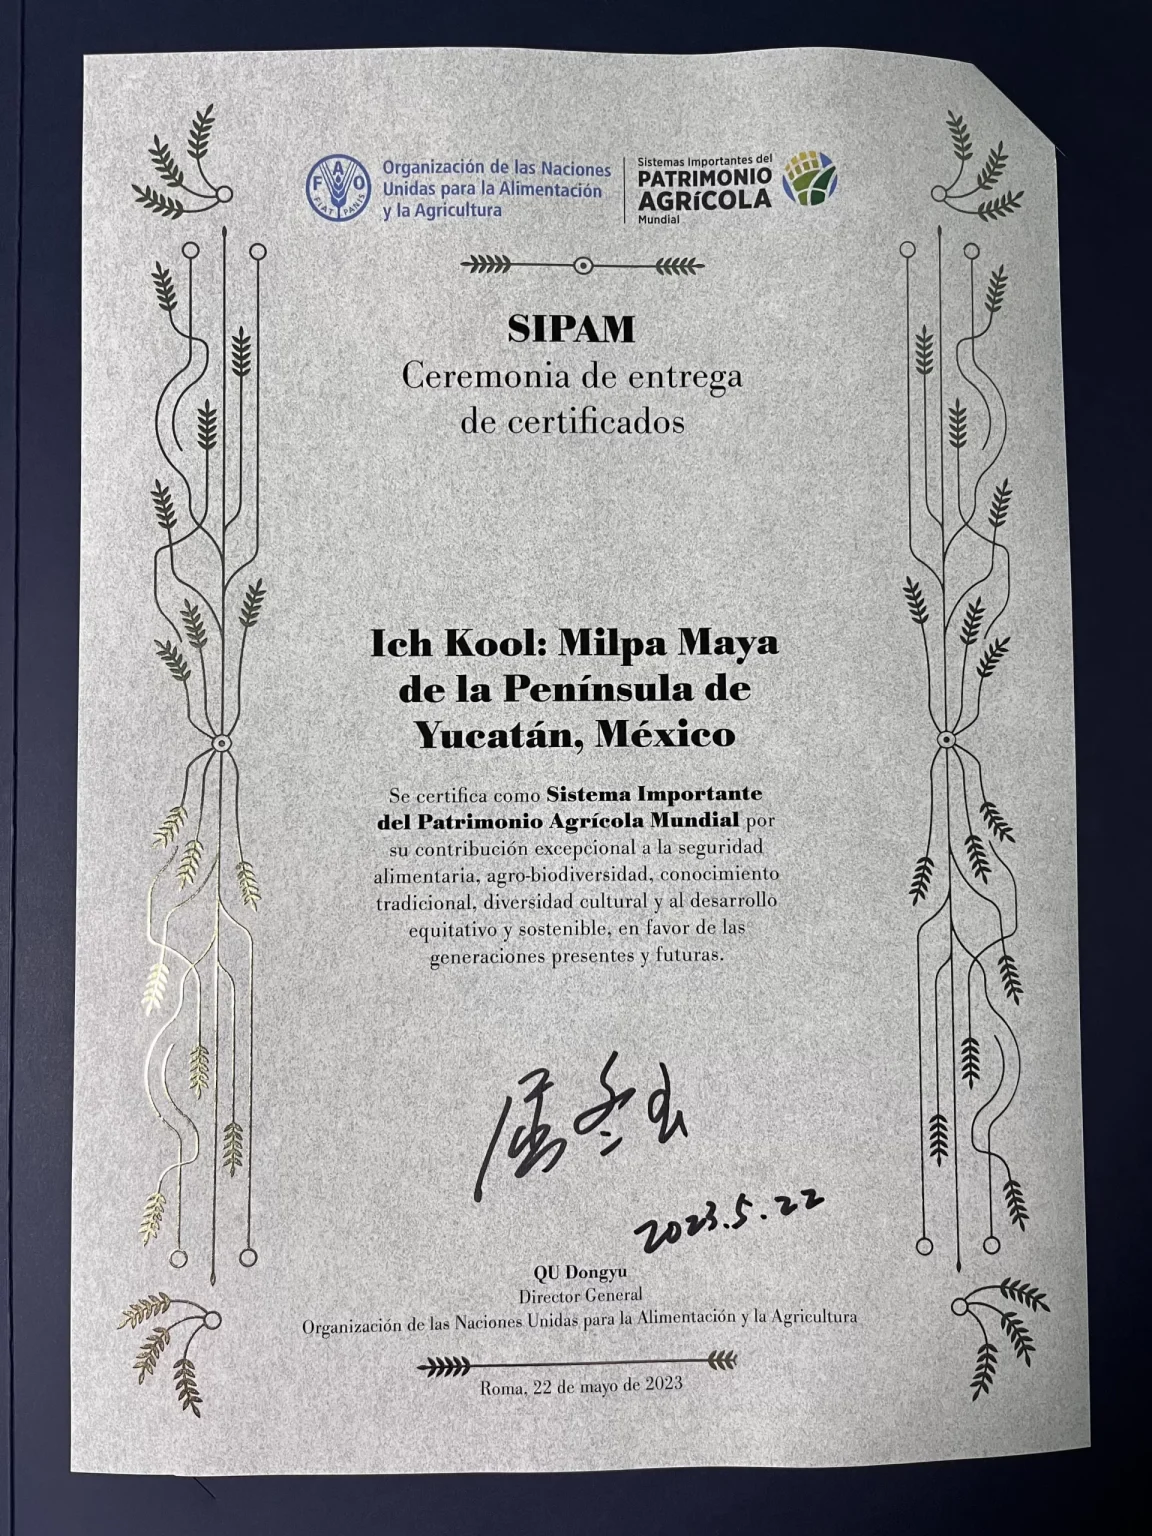 FAO
FIAT PANIS
Organización de las Naciones
Unidas para la Alimentación
y la Agricultura
Sistemas Importantes del
PATRIMONIO
AGRÍCOLA
Mundial
SIPAM
Ceremonia de entrega
de certificados
Ich Kool: Milpa Maya
de la Península de
Yucatán, México
Se certifica como Sistema Importante
del Patrimonio Agrícola Mundial por
su contribución excepcional a la seguridad
alimentaria, agro-biodiversidad, conocimiento
tradicional, diversidad cultural y al desarrollo
equitativo y sostenible, en favor de las
generaciones presentes y futuras.
2023.5.22
QU Dongyu
Director General
Organización de las Naciones Unidas para la Alimentación y la Agricultura
Roma, 22 de mayo de 2023